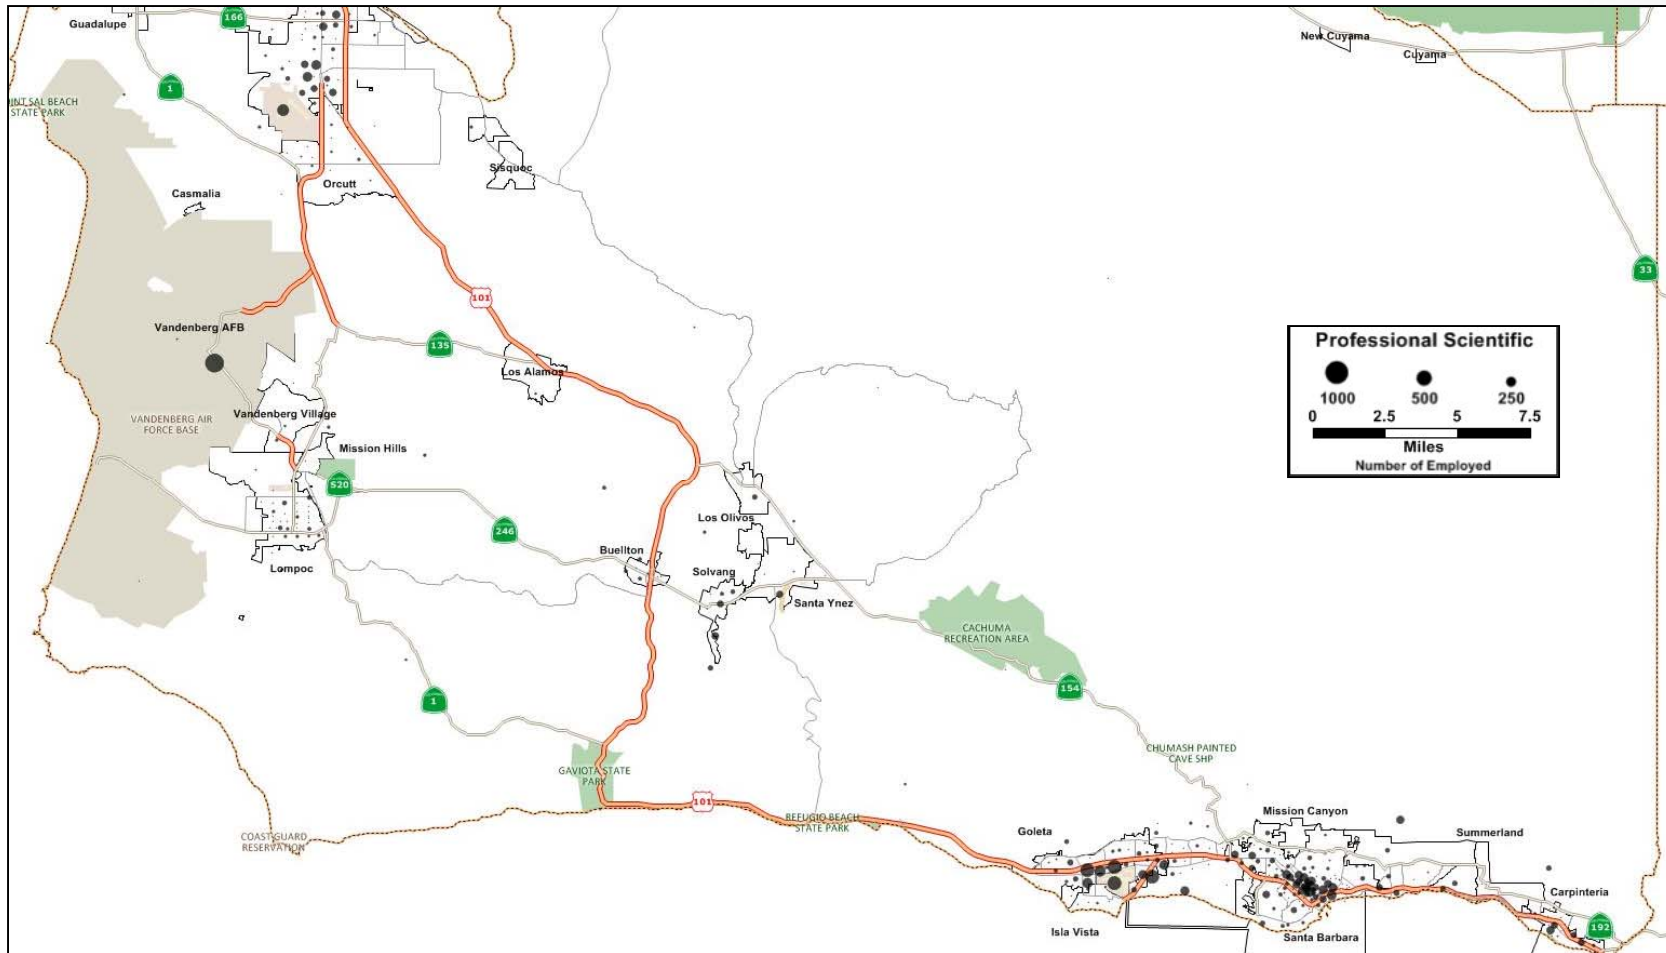 Guadalupe
166
New Cuyama
Cuyama
1
OINT SAL BEACH
STATE PARK
Sisquoc
Orcutt
Casmalia
33
101
Vandenberg AFB
135
Professional Scientific
1000
500
250
0
2.5
5
7.5
Miles
Number of Employed
Los Alamos
VANDENBERG AIR
FORCE BASE
Vandenberg Village
Mission Hills
520
Los Olivos
246
Buellton
Solvang
Lompoc
Santa Ynez
CACHUMA
RECREATION AREA
154
1
CHUMASH PAINTED
CAVE SHP
GAVIOTA STATE
PARK
101
REFUGIO BEACH
STATE PARK
COAST GUARD
RESERVATION
Goleta
Mission Canyon
Summerland
Carpinteria
192
Isla Vista
Santa Barbara